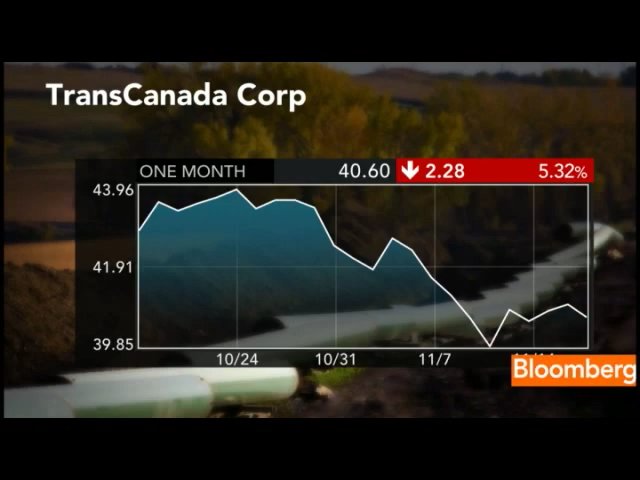 TransCanada Corp
ONE MONTH 40.60 2.28 5.32%
43.96
41.91
39.85
10/24 10/31 11/7
Bloomberg